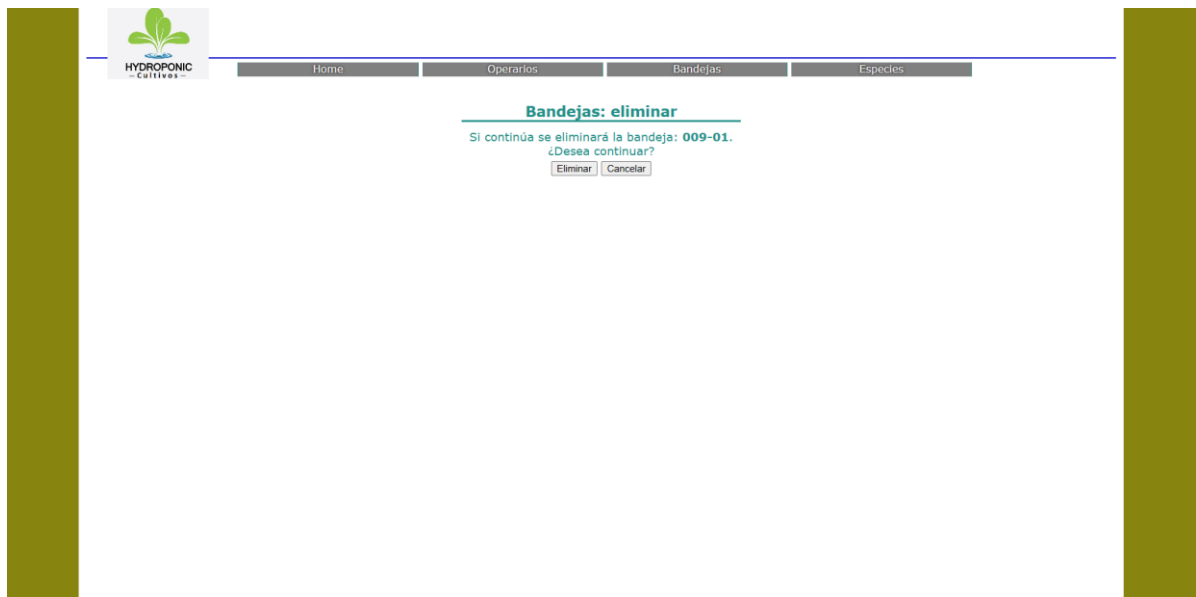 HYDROPONIC
– Cultivos –
Home Operarios Bandejas Especies
Bandejas: eliminar
Si continúa se eliminará la bandeja: 009-01.
¿Desea continuar?
Eliminar Cancelar